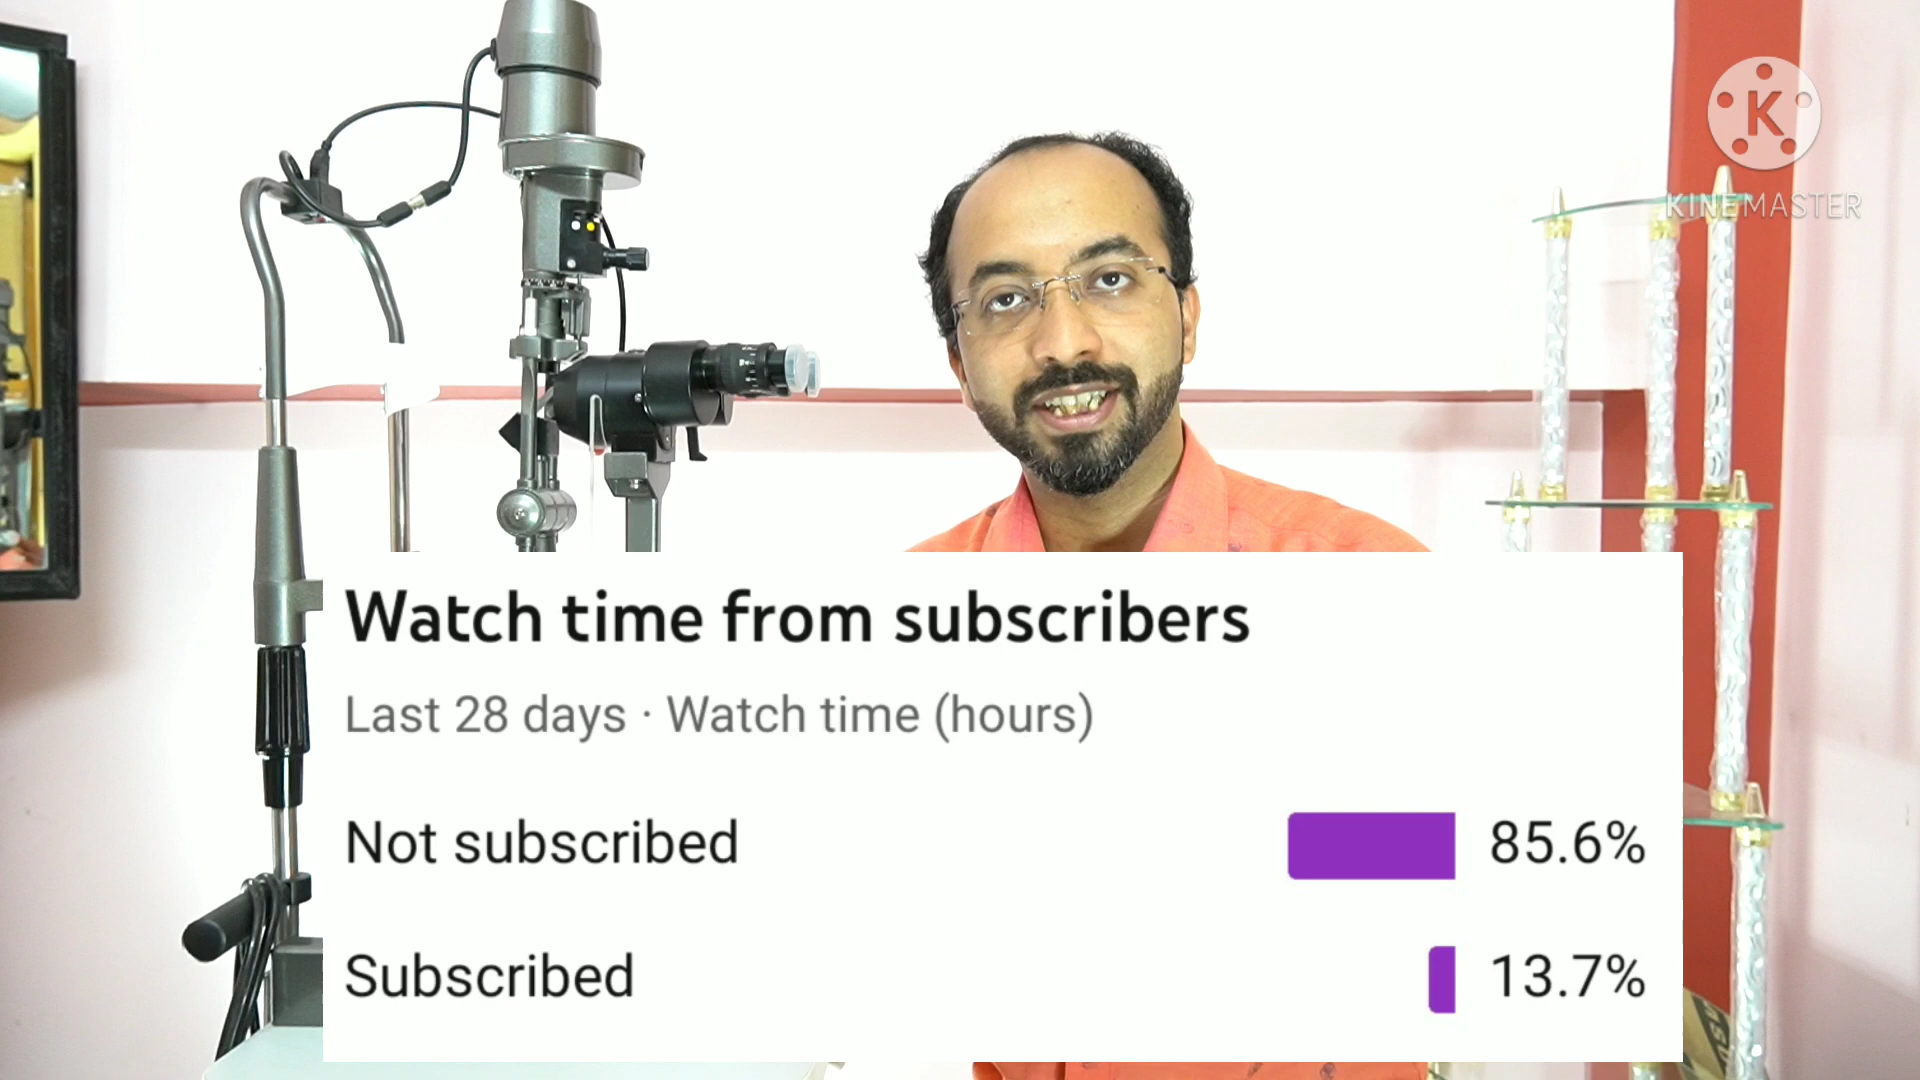 K
KINEMASTER
Watch time from subscribers
Last 28 days · Watch time (hours)
Not subscribed 85.6%
Subscribed 13.7%